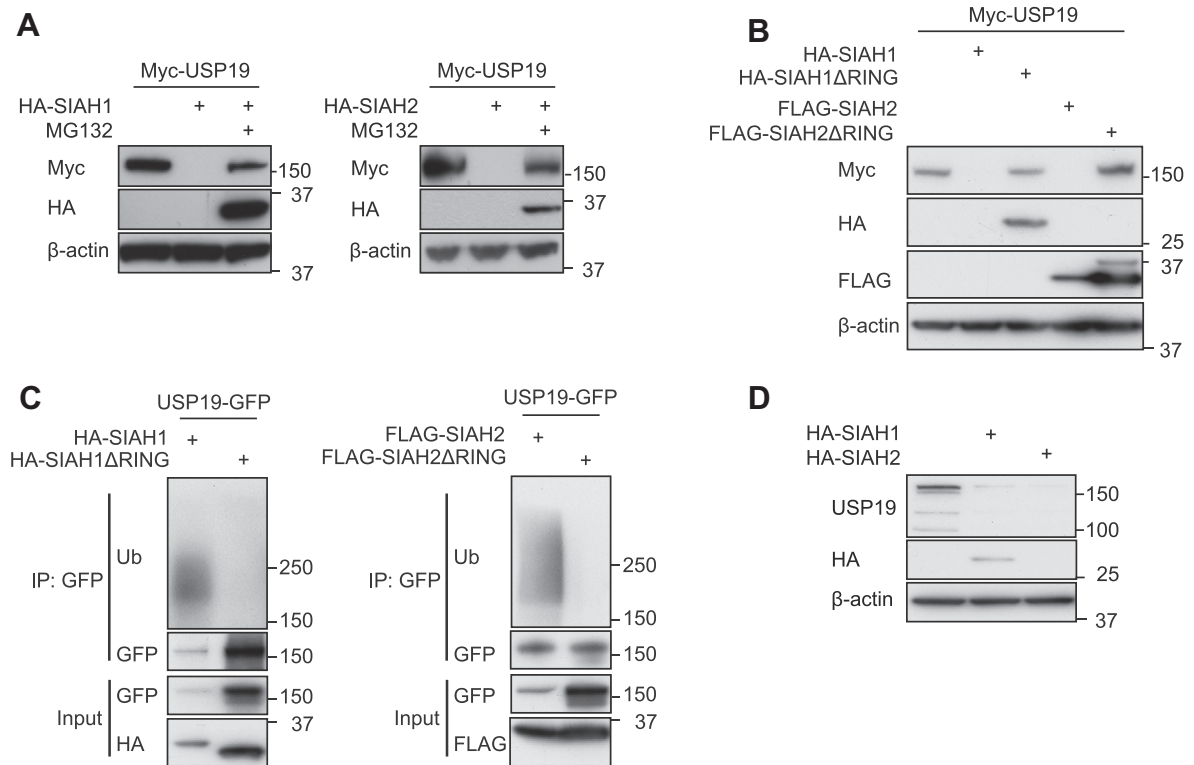 A
Myc-USP19
HA-SIAH1 + +
MG132 +
Myc -150
37
HA
β-actin
37
Myc-USP19
HA-SIAH2 + +
MG132 +
Myc -150
37
HA
β-actin
37
B
Myc-USP19
HA-SIAH1 +
HA-SIAH1ΔRING +
FLAG-SIAH2 +
FLAG-SIAH2ΔRING +
Myc -150
HA
25
37
FLAG
β-actin
37
C
USP19-GFP
HA-SIAH1 +
HA-SIAH1ΔRING +
IP: GFP
Ub
250
150
GFP 150
Input
GFP 150
37
HA
USP19-GFP
FLAG-SIAH2 +
FLAG-SIAH2ΔRING +
IP: GFP
Ub
250
150
GFP 150
Input
GFP 150
37
FLAG
D
HA-SIAH1 +
HA-SIAH2 +
USP19
150
100
HA
25
β-actin
37